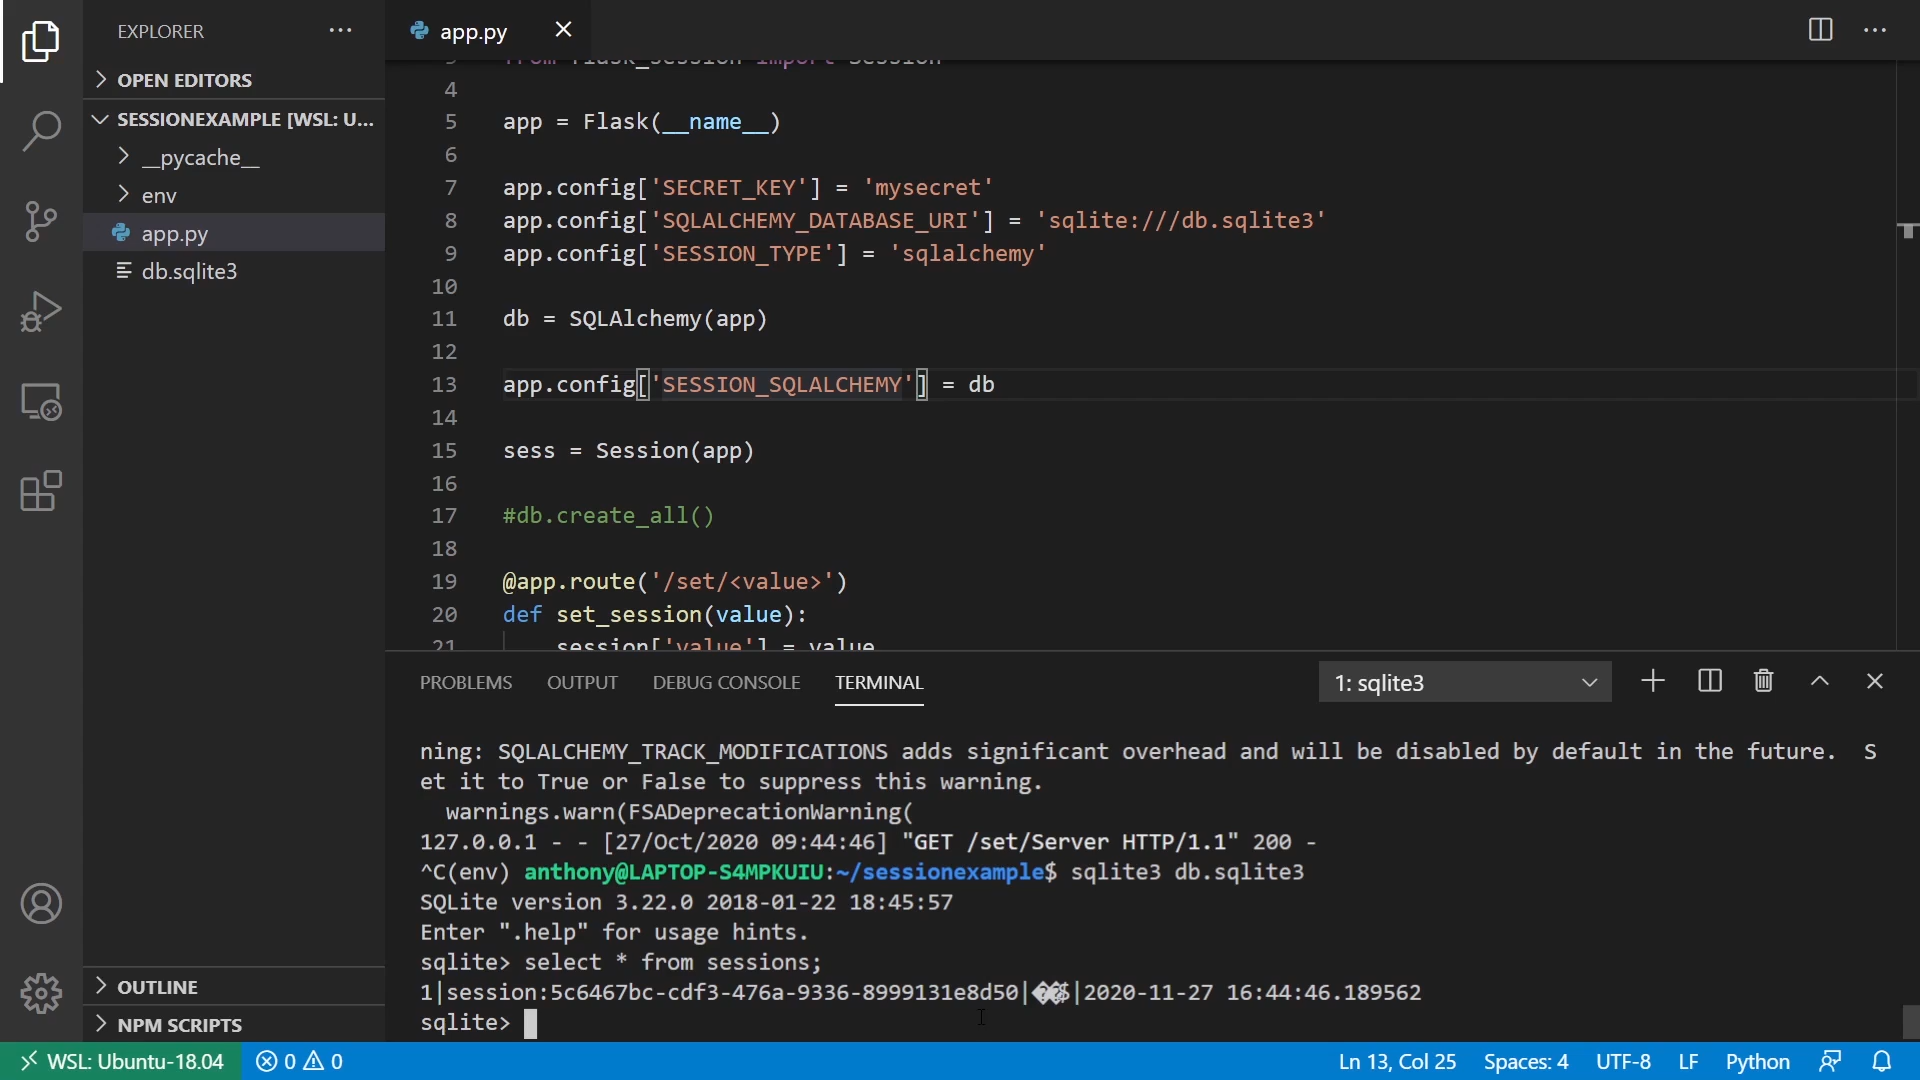 EXPLORER
OPEN EDITORS
SESSIONEXAMPLE [WSL: U...
__pycache__
env
app.py
db.sqlite3
OUTLINE
NPM SCRIPTS
app.py
3 from flask_session import Session
4
5 app = Flask(__name__)
6
7 app.config['SECRET_KEY'] = 'mysecret'
8 app.config['SQLALCHEMY_DATABASE_URI'] = 'sqlite:///db.sqlite3'
9 app.config['SESSION_TYPE'] = 'sqlalchemy'
10
11 db = SQLAlchemy(app)
12
13 app.config['SESSION_SQLALCHEMY'] = db
14
15 sess = Session(app)
16
17 #db.create_all()
18
19 @app.route('/set/<value>')
20 def set_session(value):
21 session['value'] = value
PROBLEMS OUTPUT DEBUG CONSOLE TERMINAL 1: sqlite3
ning: SQLALCHEMY_TRACK_MODIFICATIONS adds significant overhead and will be disabled by default in the future.  S
et it to True or False to suppress this warning.
warnings.warn(FSADeprecationWarning(
127.0.0.1 - - [27/Oct/2020 09:44:46] "GET /set/Server HTTP/1.1" 200 -
^C(env) anthony@LAPTOP-S4MPKUIU:~/sessionexample$ sqlite3 db.sqlite3
SQLite version 3.22.0 2018-01-22 18:45:57
Enter ".help" for usage hints.
sqlite> select * from sessions;
1|session:5c6467bc-cdf3-476a-9336-8999131e8d50|��$|2020-11-27 16:44:46.189562
sqlite>
WSL: Ubuntu-18.04 0 0 Ln 13, Col 25 Spaces: 4 UTF-8 LF Python